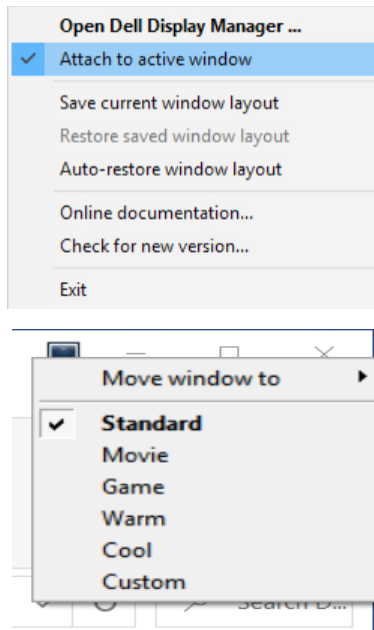 Open Dell Display Manager ...
Attach to active window
Save current window layout
Restore saved window layout
Auto-restore window layout
Online documentation...
Check for new version...
Exit
Move window to
Standard
Movie
Game
Warm
Cool
Custom
Search D...